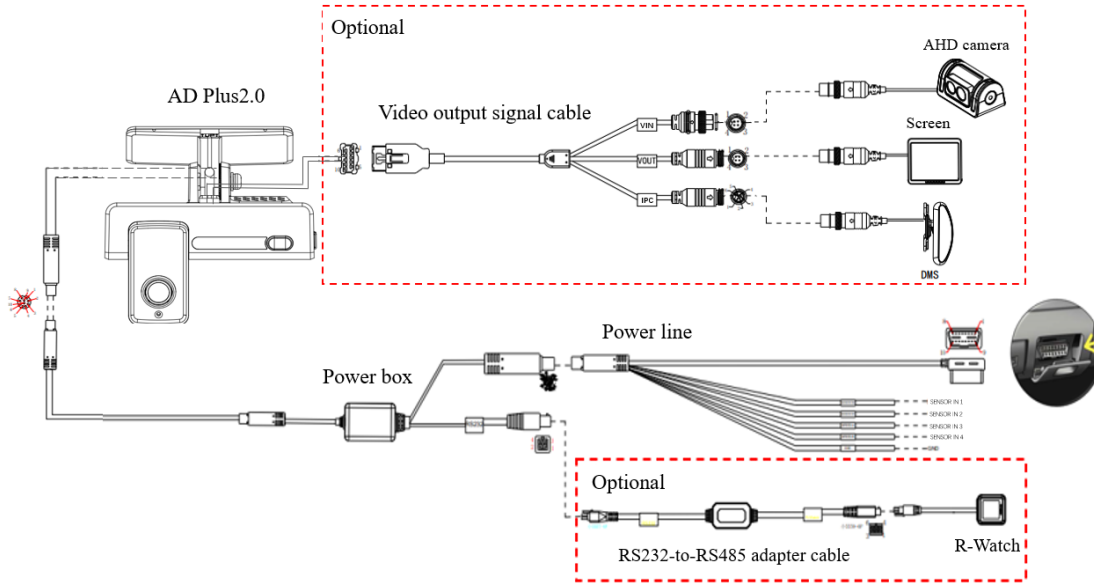 Optional
AHD camera
AD Plus2.0
Video output signal cable
VIN
Screen
VOUT
IPC
DMS
Power line
Power box
SENSOR IN 1
SENSOR IN 2
RS232
SENSOR IN 3
SENSOR IN 4
GND
Optional
RS232-to-RS485 adapter cable
R-Watch